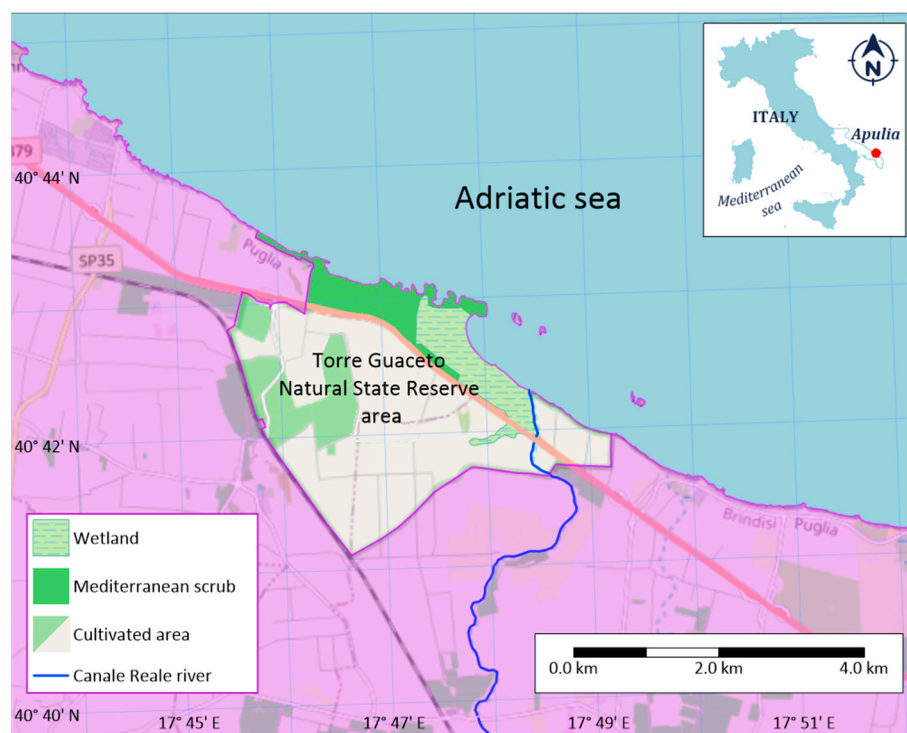 N
ITALY
Apulia
Mediterranean
sea
Adriatic sea
40° 44' N
SP35
Puglia
Torre Guaceto
Natural State Reserve
area
40° 42' N
Brindisi
Puglia
Wetland
Mediterranean scrub
Cultivated area
Canale Reale river
0.0 km
2.0 km
4.0 km
40° 40' N
17° 45' E
17° 47' E
17° 49' E
17° 51' E